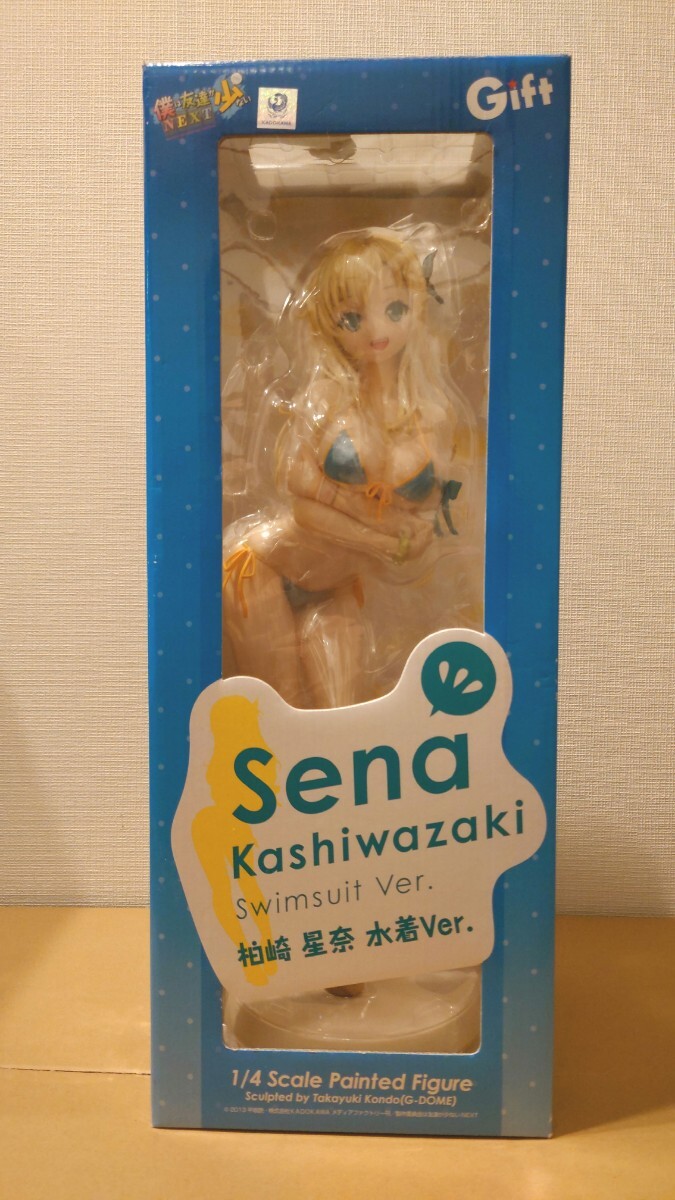 僕は友達が少ない
NEXT
KADOKAWA
Gift
Sena
Kashiwazaki
Swimsuit Ver.
柏崎 星奈 水着Ver.
1/4 Scale Painted Figure
Sculpted by Takayuki Kondo(G-DOME)